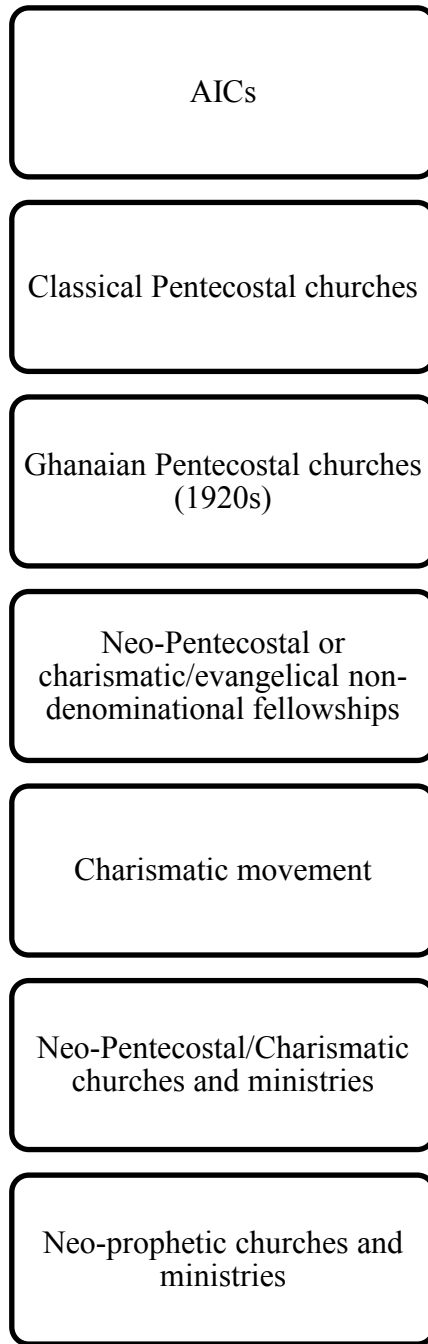 AICs
Classical Pentecostal churches
Ghanaian Pentecostal churches
(1920s)
Neo-Pentecostal or
charismatic/evangelical non-
denominational fellowships
Charismatic movement
Neo-Pentecostal/Charismatic
churches and ministries
Neo-prophetic churches and
ministries